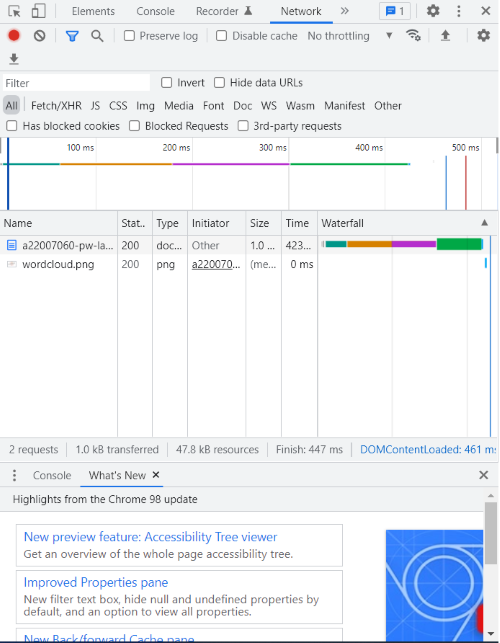 Elements Console Recorder Network 1
Preserve log Disable cache No throttling
Filter Invert Hide data URLs
All Fetch/XHR JS CSS Img Media Font Doc WS Wasm Manifest Other
Has blocked cookies Blocked Requests 3rd-party requests
100 ms 200 ms 300 ms 400 ms 500 ms
Name Stat.. Type Initiator Size Time Waterfall
a22007060-pw-la... 200 doc... Other 1.0 ... 423...
wordcloud.png 200 png a220070... (me... 0 ms
2 requests 1.0 kB transferred 47.8 kB resources Finish: 447 ms DOMContentLoaded: 461 ms
Console What's New
Highlights from the Chrome 98 update
New preview feature: Accessibility Tree viewer
Get an overview of the whole page accessibility tree.
Improved Properties pane
New filter text box, hide null and undefined properties by
default, and an option to view all properties.
New Back/forward Cache pane